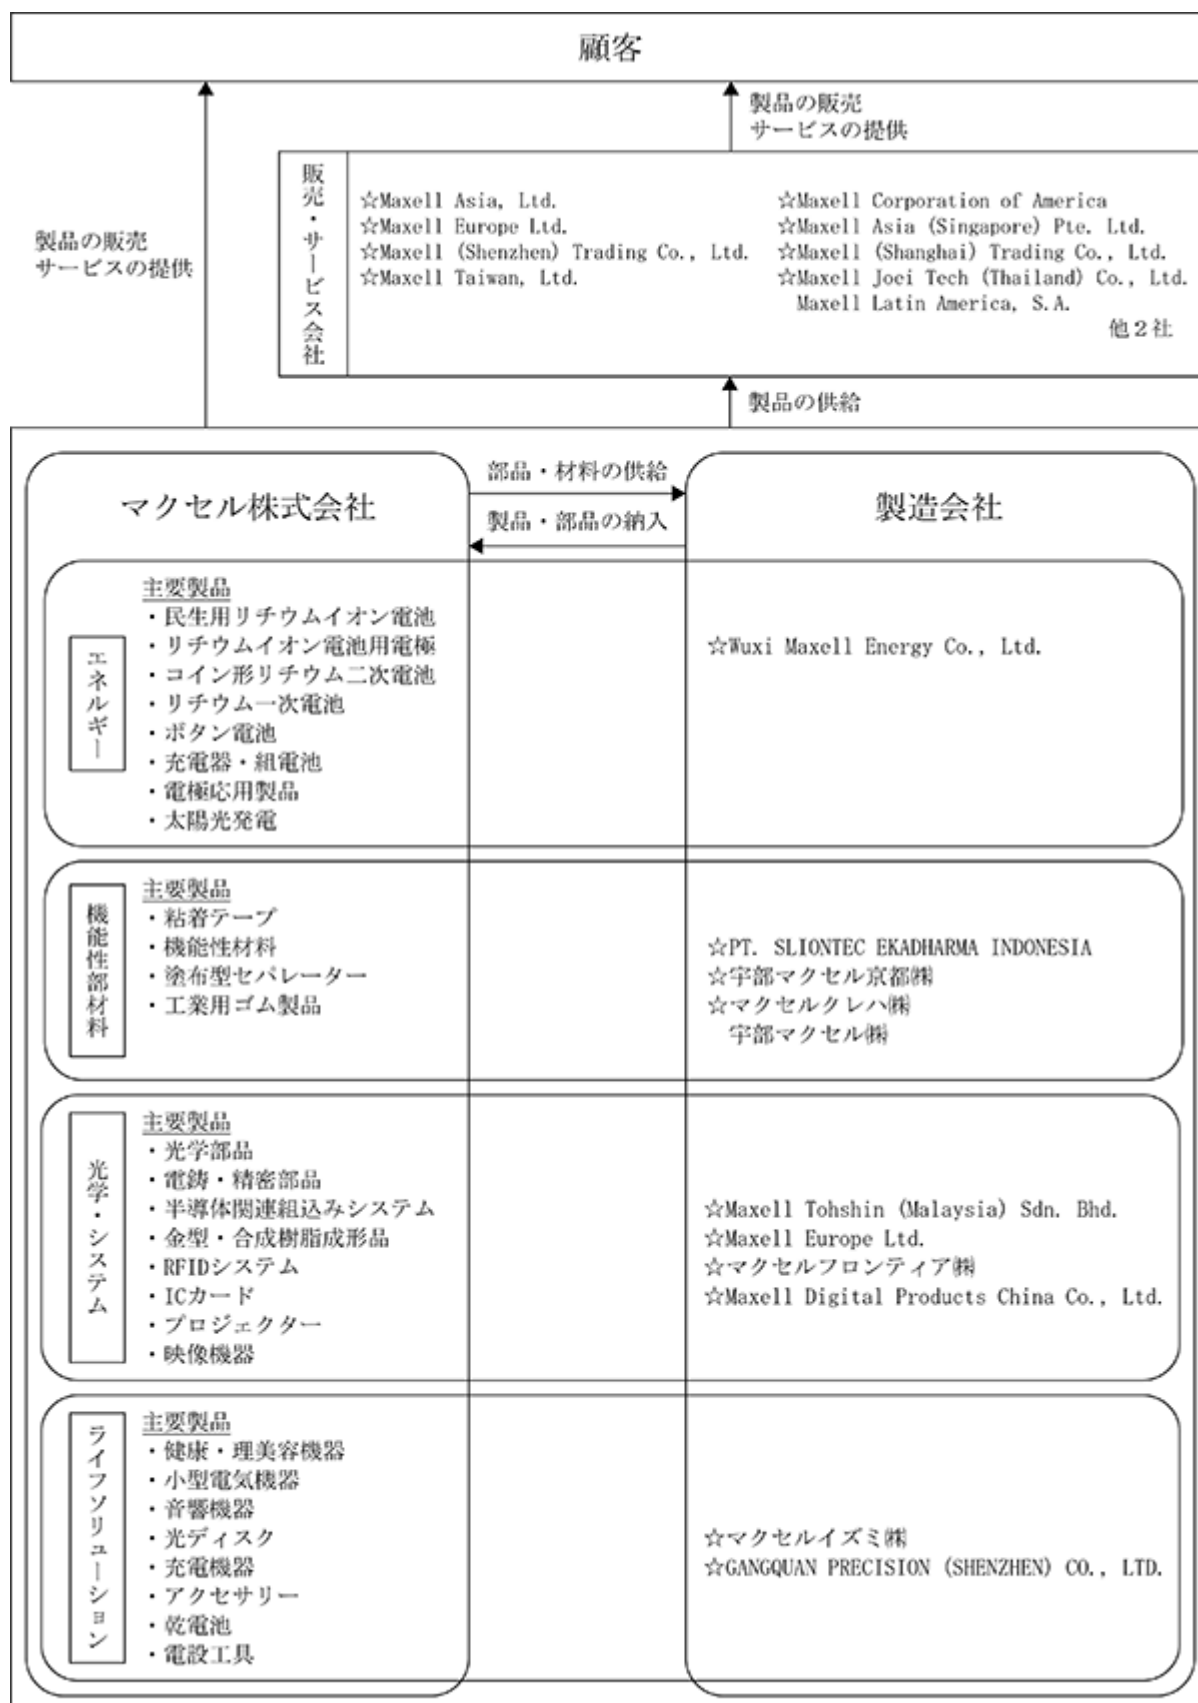 顧客
製品の販売
サービスの提供
製品の販売
サービスの提供
販売・サービス会社
☆Maxell Asia, Ltd.
☆Maxell Europe Ltd.
☆Maxell (Shenzhen) Trading Co., Ltd.
☆Maxell Taiwan, Ltd.
☆Maxell Corporation of America
☆Maxell Asia (Singapore) Pte. Ltd.
☆Maxell (Shanghai) Trading Co., Ltd.
☆Maxell Joei Tech (Thailand) Co., Ltd.
Maxell Latin America, S.A.
他2社
製品の供給
マクセル株式会社
部品・材料の供給
製品・部品の納入
製造会社
エネルギー
主要製品
・民生用リチウムイオン電池
・リチウムイオン電池用電極
・コイン形リチウム二次電池
・リチウム一次電池
・ボタン電池
・充電器・組電池
・電極応用製品
・太陽光発電
☆Wuxi Maxell Energy Co., Ltd.
機能性部材料
主要製品
・粘着テープ
・機能性材料
・塗布型セパレーター
・工業用ゴム製品
☆PT. SLIONTEC EKADHARMA INDONESIA
☆宇部マクセル京都㈱
☆マクセルクレハ㈱
宇部マクセル㈱
光学・システム
主要製品
・光学部品
・電鋳・精密部品
・半導体関連組込みシステム
・金型・合成樹脂成形品
・RFIDシステム
・ICカード
・プロジェクター
・映像機器
☆Maxell Tohshin (Malaysia) Sdn. Bhd.
☆Maxell Europe Ltd.
☆マクセルフロンティア㈱
☆Maxell Digital Products China Co., Ltd.
ライフソリューション
主要製品
・健康・理美容機器
・小型電気機器
・音響機器
・光ディスク
・充電機器
・アクセサリー
・乾電池
・電設工具
☆マクセルイズミ㈱
☆GANGQUAN PRECISION (SHENZHEN) CO., LTD.